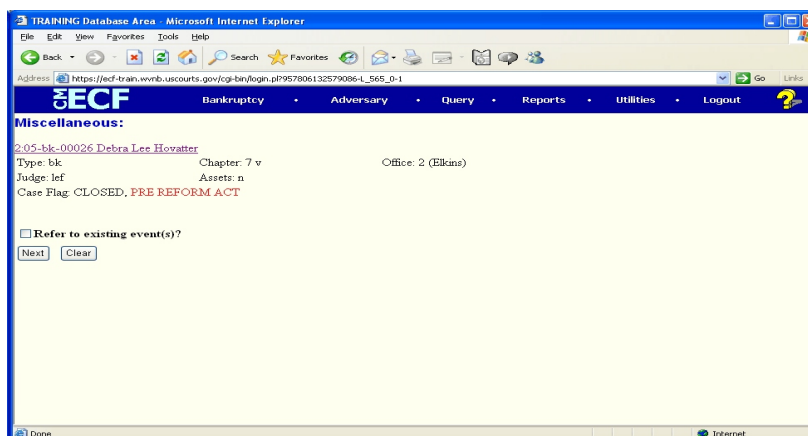 TRAINING Database Area - Microsoft Internet Explorer
File Edit View Favorites Tools Help
Back Search Favorites
Address https://ecf-train.wvnb.uscourts.gov/cgi-bin/login.pl?957806132579086-L_565_0-1 Go Links
CM ECF Bankruptcy • Adversary • Query • Reports • Utilities • Logout ?
Miscellaneous:
2:05-bk-00026 Debra Lee Hovatter
Type: bk Chapter: 7 v Office: 2 (Elkins)
Judge: lef Assets: n
Case Flag: CLOSED, PRE REFORM ACT
Refer to existing event(s)?
Next Clear
Done Internet